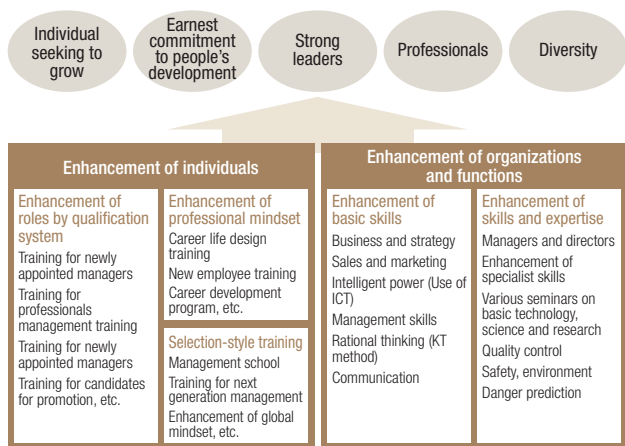 Individual
seeking to
grow
Earnest
commitment
to people's
development
Strong
leaders
Professionals
Diversity
Enhancement of individuals
Enhancement of
roles by qualification
system
Training for newly
appointed managers
Training for
professionals
management training
Training for newly
appointed managers
Training for candidates
for promotion, etc.
Enhancement of
professional mindset
Career life design
training
New employee training
Career development
program, etc.
Selection-style training
Management school
Training for next
generation management
Enhancement of global
mindset, etc.
Enhancement of organizations
and functions
Enhancement of
basic skills
Business and strategy
Sales and marketing
Intelligent power (Use of
ICT)
Management skills
Rational thinking (KT
method)
Communication
Enhancement of
skills and expertise
Managers and directors
Enhancement of
specialist skills
Various seminars on
basic technology,
science and research
Quality control
Safety, environment
Danger prediction